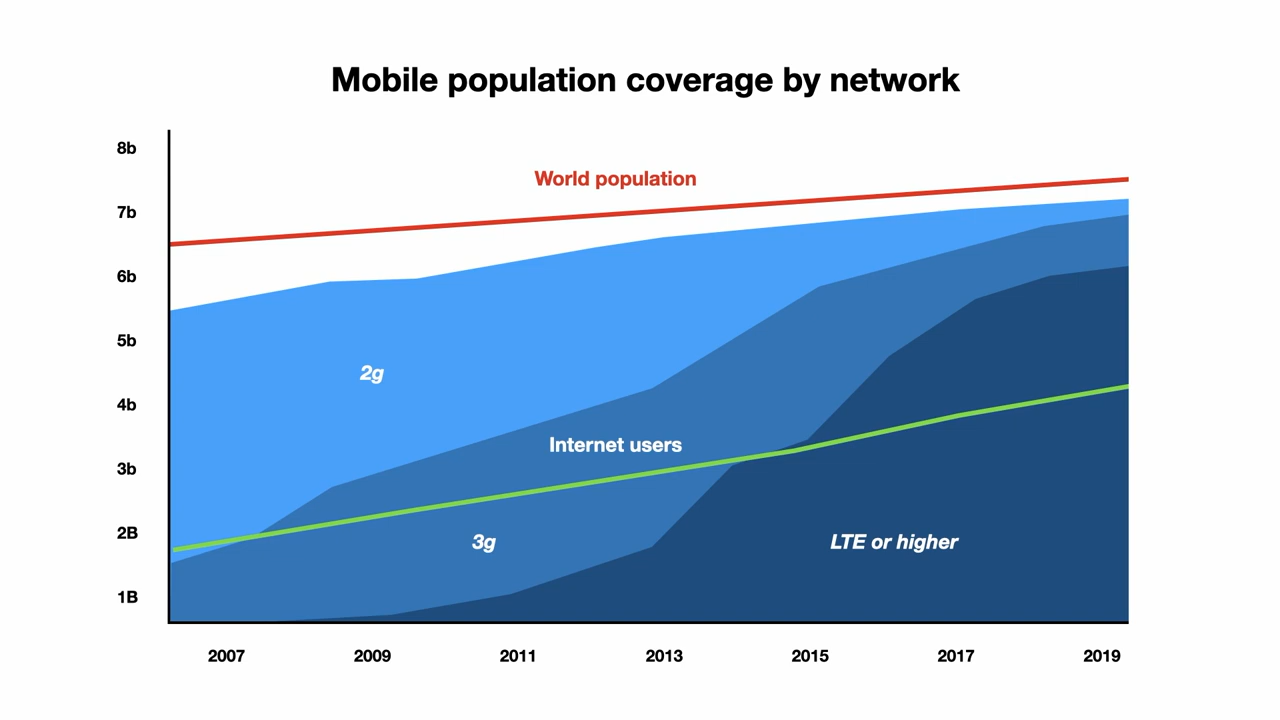 Mobile population coverage by network
8b
World population
7b
6b
5b
2g
4b
Internet users
3b
2B
3g
LTE or higher
1B
2007 2009 2011 2013 2015 2017 2019